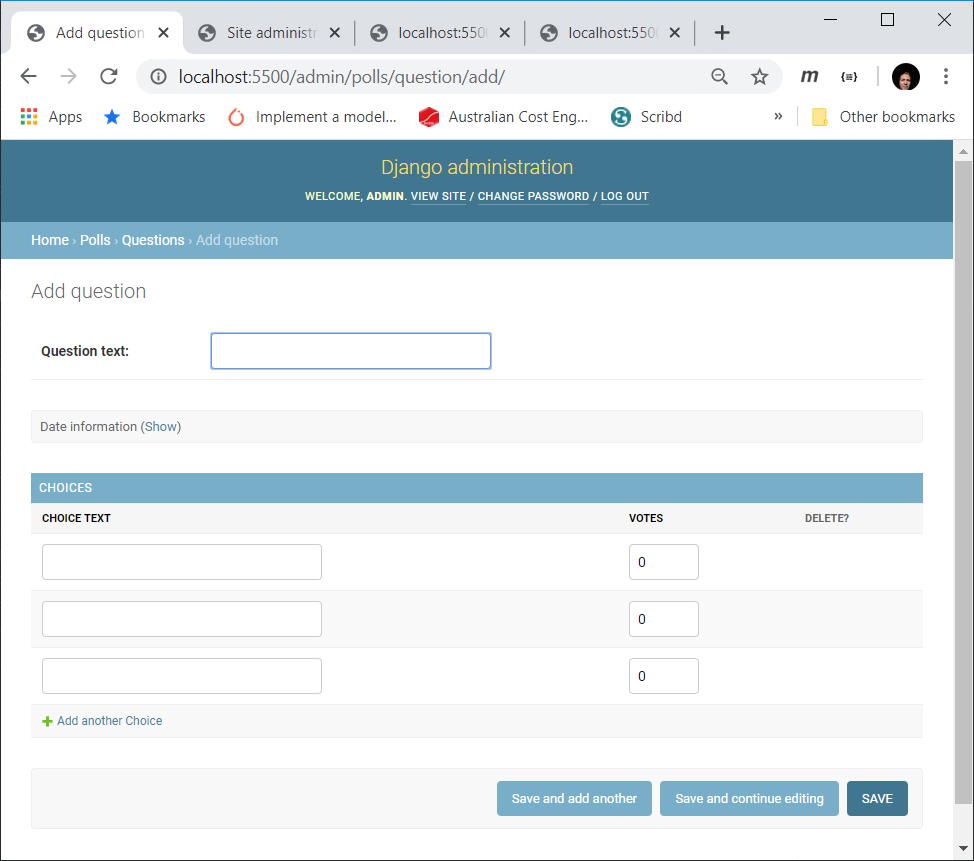 Add question Site administr localhost:550 localhost:550
localhost:5500/admin/polls/question/add/ m {≡}
Apps Bookmarks Implement a model... Australian Cost Eng... Scribd » Other bookmarks
Django administration
WELCOME, ADMIN. VIEW SITE / CHANGE PASSWORD / LOG OUT
Home › Polls › Questions › Add question
Add question
Question text:
Date information (Show)
CHOICES
CHOICE TEXT VOTES DELETE?
0
0
0
Add another Choice
Save and add another Save and continue editing SAVE